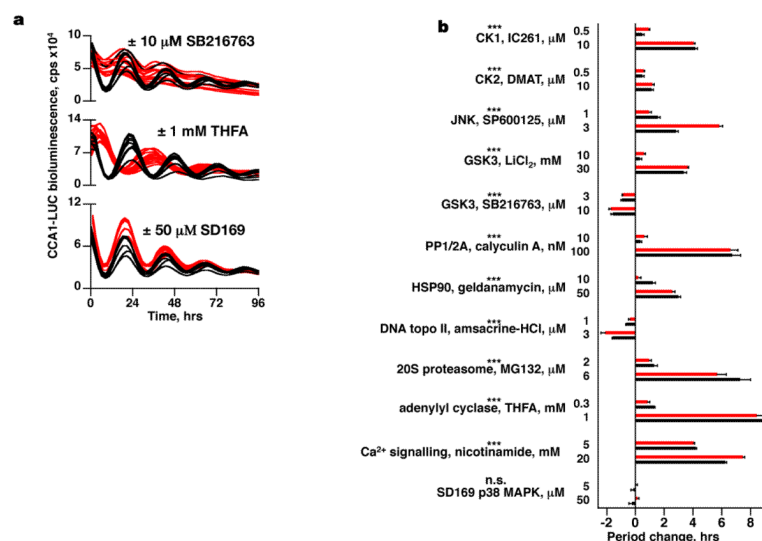 a
CCA1-LUC bioluminescence, cps x10⁴
± 10 µM SB216763
10
5
0
± 1 mM THFA
14
7
0
± 50 µM SD169
12
6
0
0 24 48 72 96
Time, hrs
b
***
CK1, IC261, µM
0.5
10
***
CK2, DMAT, µM
0.5
10
***
JNK, SP600125, µM
1
3
***
GSK3, LiCl₂, mM
10
30
***
GSK3, SB216763, µM
3
10
***
PP1/2A, calyculin A, nM
10
100
***
HSP90, geldanamycin, µM
10
50
***
DNA topo II, amsacrine-HCl, µM
1
3
***
20S proteasome, MG132, µM
2
6
***
adenylyl cyclase, THFA, mM
0.3
1
***
Ca²⁺ signalling, nicotinamide, mM
5
20
n.s.
SD169 p38 MAPK, µM
5
50
-2 0 2 4 6 8
Period change, hrs